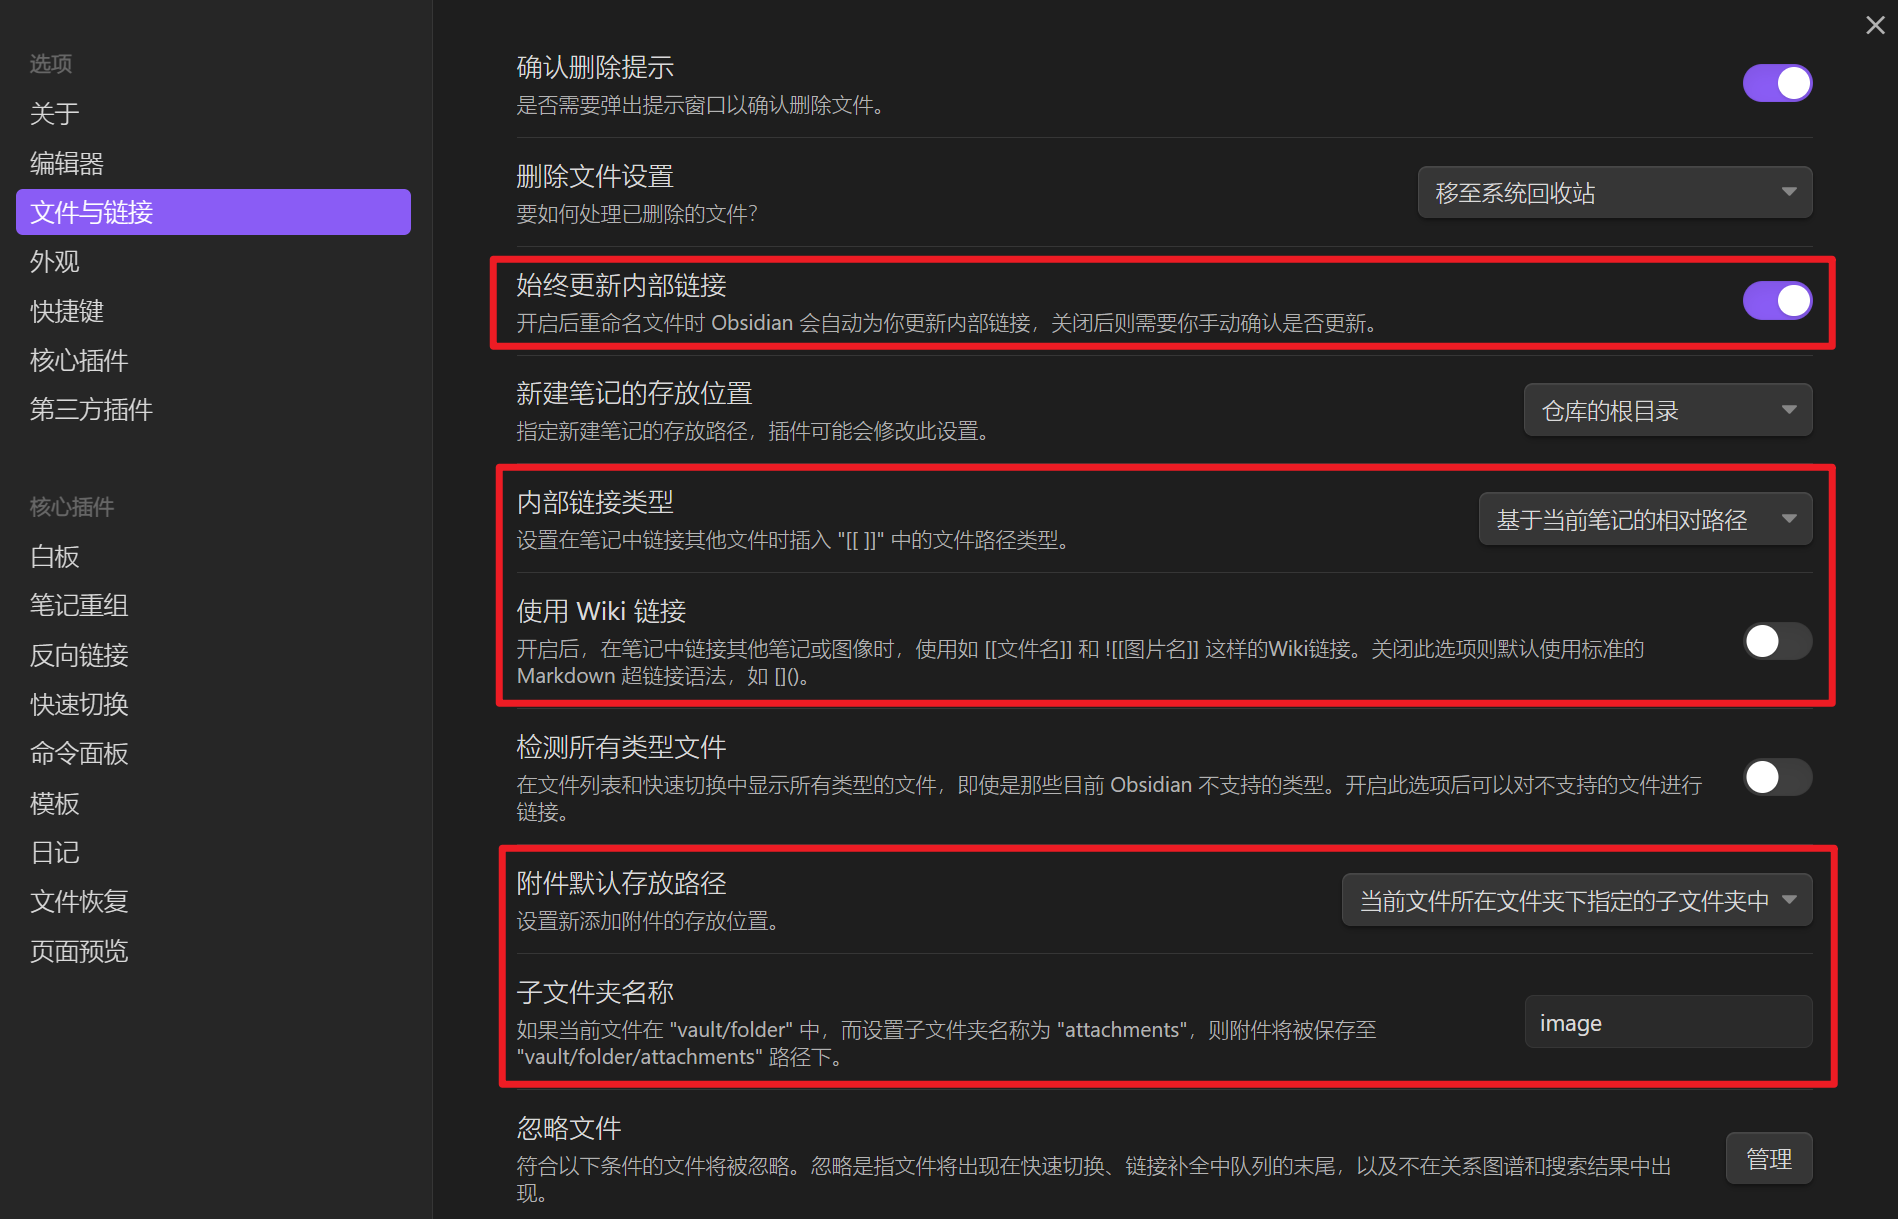 选项
关于
编辑器
文件与链接
外观
快捷键
核心插件
第三方插件
核心插件
白板
笔记重组
反向链接
快速切换
命令面板
模板
日记
文件恢复
页面预览
确认删除提示
是否需要弹出提示窗口以确认删除文件。
删除文件设置
要如何处理已删除的文件？
移至系统回收站
始终更新内部链接
开启后重命名文件时 Obsidian 会自动为你更新内部链接，关闭后则需要你手动确认是否更新。
新建笔记的存放位置
指定新建笔记的存放路径，插件可能会修改此设置。
仓库的根目录
内部链接类型
设置在笔记中链接其他文件时插入 "[[ ]]" 中的文件路径类型。
基于当前笔记的相对路径
使用 Wiki 链接
开启后，在笔记中链接其他笔记或图像时，使用如 [[文件名]] 和 ![[图片名]] 这样的Wiki链接。关闭此选项则默认使用标准的
Markdown 超链接语法，如 []()。
检测所有类型文件
在文件列表和快速切换中显示所有类型的文件，即使是那些目前 Obsidian 不支持的类型。开启此选项后可以对不支持的文件进行
链接。
附件默认存放路径
设置新添加附件的存放位置。
当前文件所在文件夹下指定的子文件夹中
子文件夹名称
如果当前文件在 "vault/folder" 中，而设置子文件夹名称为 "attachments"，则附件将被保存至
"vault/folder/attachments" 路径下。
image
忽略文件
符合以下条件的文件将被忽略。忽略是指文件将出现在快速切换、链接补全中队列的末尾，以及不在关系图谱和搜索结果中出
现。
管理